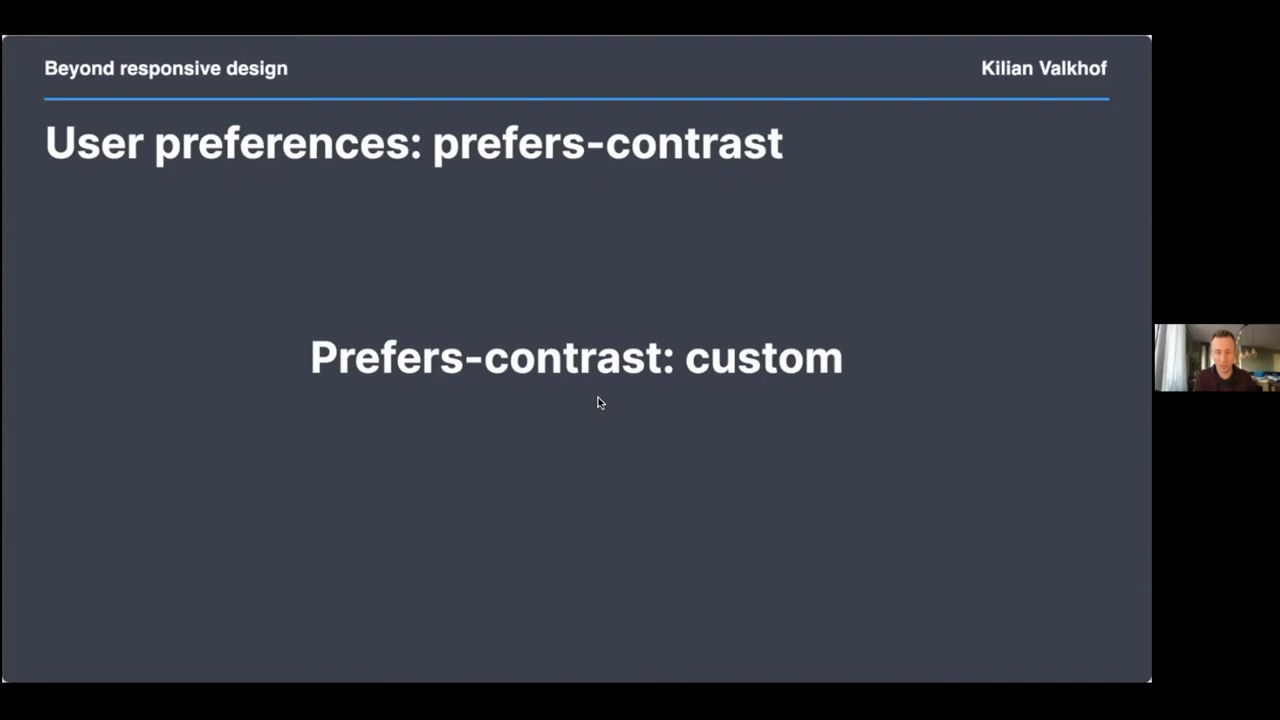 Beyond responsive design
Kilian Valkhof
User preferences: prefers-contrast
Prefers-contrast: custom